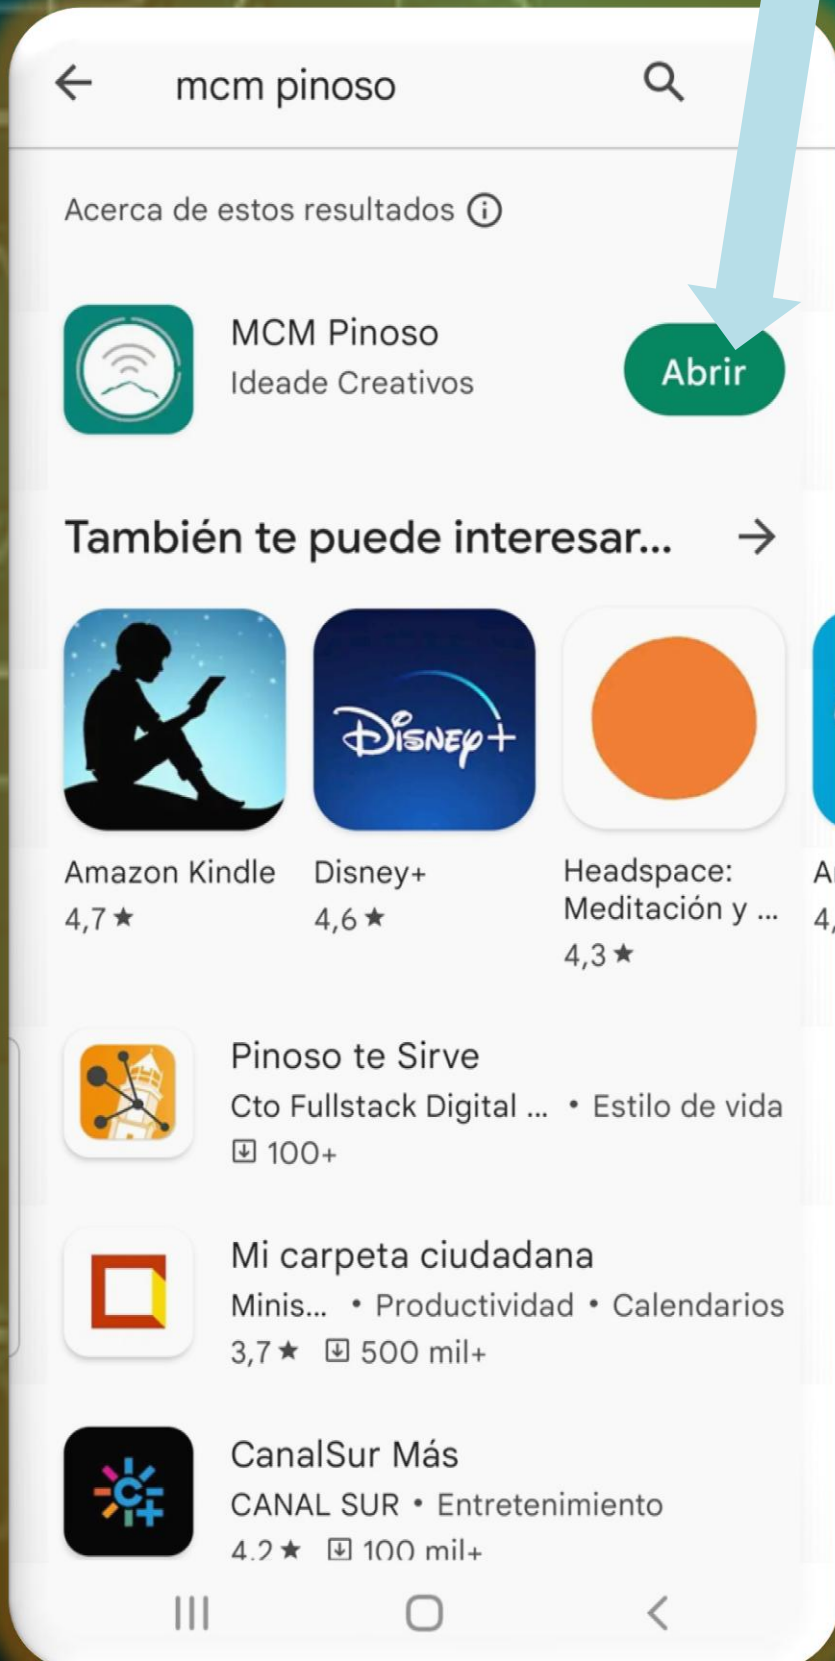 mcm pinoso
Acerca de estos resultados
MCM Pinoso
Ideade Creativos
Abrir
También te puede interesar...
DISNEY+
Amazon Kindle
4,7 ★
Disney+
4,6 ★
Headspace:
Meditación y ...
4,3 ★
Pinoso te Sirve
Cto Fullstack Digital ... • Estilo de vida
100+
Mi carpeta ciudadana
Minis... • Productividad • Calendarios
3,7 ★ 500 mil+
CanalSur Más
CANAL SUR • Entretenimiento
4,2 ★ 100 mil+